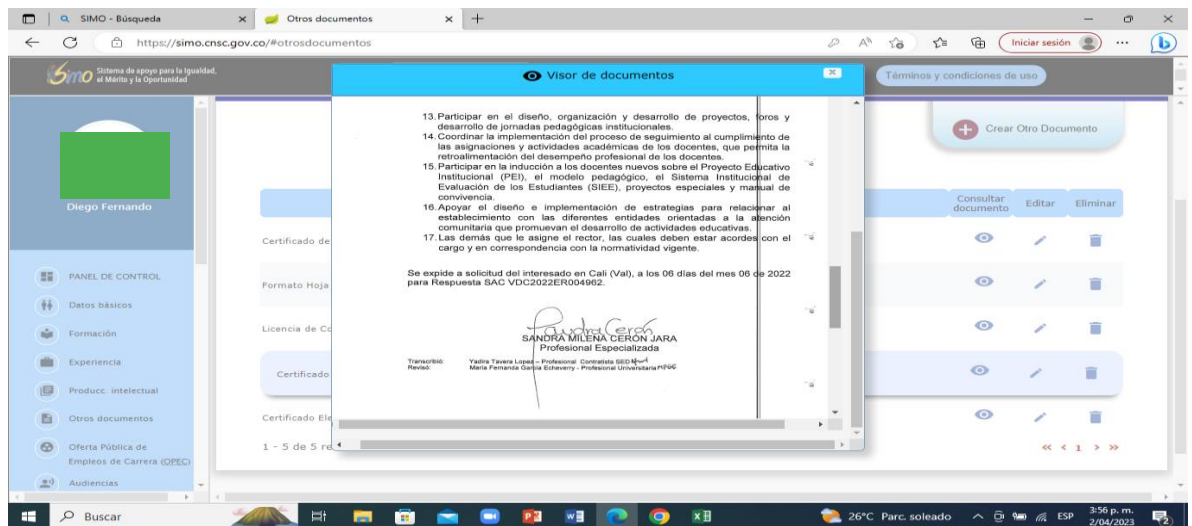 SIMO - Búsqueda
Otros documentos
https://simo.cnsc.gov.co/#otrosdocumentos
Iniciar sesión
Simo
Sistema de apoyo para la Igualdad,
el Mérito y la Oportunidad
Visor de documentos
Términos y condiciones de uso
Crear Otro Documento
Diego Fernando
PANEL DE CONTROL
Datos básicos
Formación
Experiencia
Producc. intelectual
Otros documentos
Oferta Pública de
Empleos de Carrera (OPEC)
Audiencias
Consultar
documento
Editar
Eliminar
Certificado de
Formato Hoja
Licencia de Co
Certificado
Certificado Ele
1 - 5 de 5 re
<< < 1 > >>
13. Participar en el diseño, organización y desarrollo de proyectos, foros y
desarrollo de jornadas pedagógicas institucionales.
14. Coordinar la implementación del proceso de seguimiento al cumplimiento de
las asignaciones y actividades académicas de los docentes, que permita la
retroalimentación del desempeño profesional de los docentes.
15. Participar en la inducción a los docentes nuevos sobre el Proyecto Educativo
Institucional (PEI), el modelo pedagógico, el Sistema Institucional de
Evaluación de los Estudiantes (SIEE), proyectos especiales y manual de
convivencia.
16. Apoyar el diseño e implementación de estrategias para relacionar al
establecimiento con las diferentes entidades orientadas a la atención
comunitaria que promuevan el desarrollo de actividades educativas.
17. Las demás que le asigne el rector, las cuales deben estar acordes con el
cargo y en correspondencia con la normatividad vigente.
Se expide a solicitud del interesado en Cali (Val), a los 06 días del mes 06 de 2022
para Respuesta SAC VDC2022ER004962.
Sandra Cerón
SANDRA MILENA CERÓN JARA
Profesional Especializada
Transcribió: Yadira Tavera Lopez – Profesional Contratista SED
Revisó: Maria Fernanda Garcia Echeverry - Profesional Universitaria
Buscar
26°C Parc. soleado
ESP
3:56 p. m.
2/04/2023